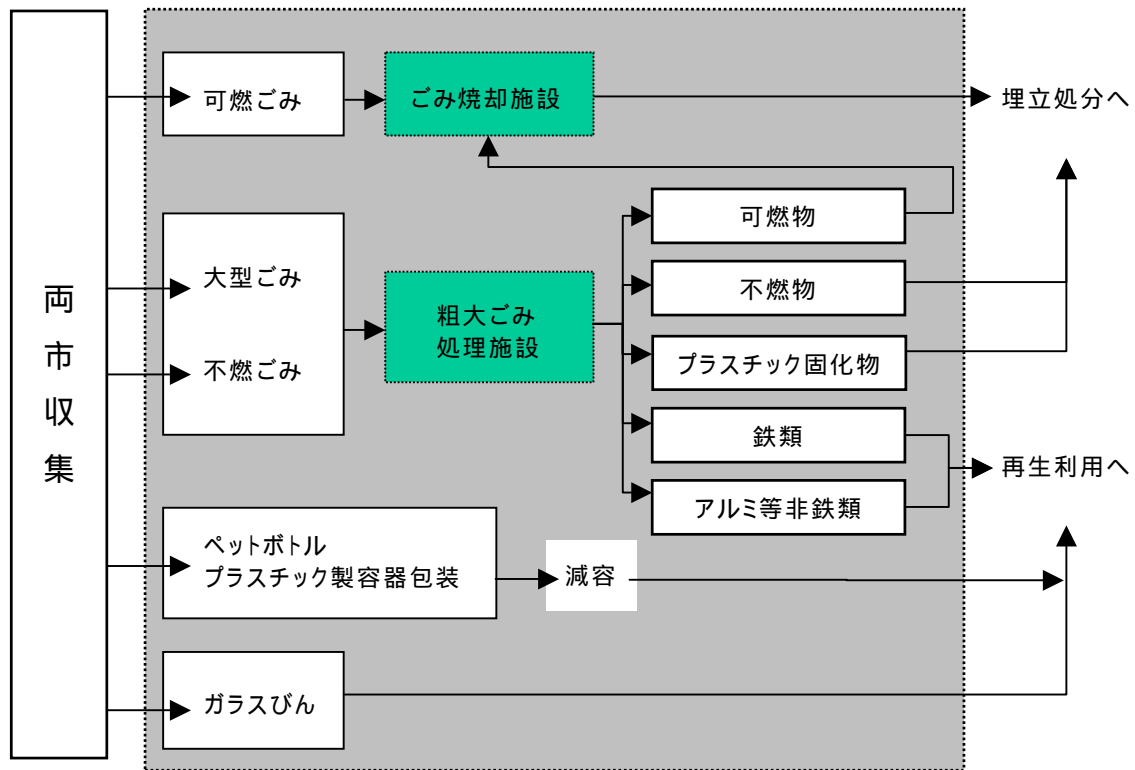 両市収集
可燃ごみ
ごみ焼却施設
埋立処分へ
大型ごみ
不燃ごみ
粗大ごみ
処理施設
可燃物
不燃物
プラスチック固化物
鉄類
アルミ等非鉄類
再生利用へ
ペットボトル
プラスチック製容器包装
減容
ガラスびん